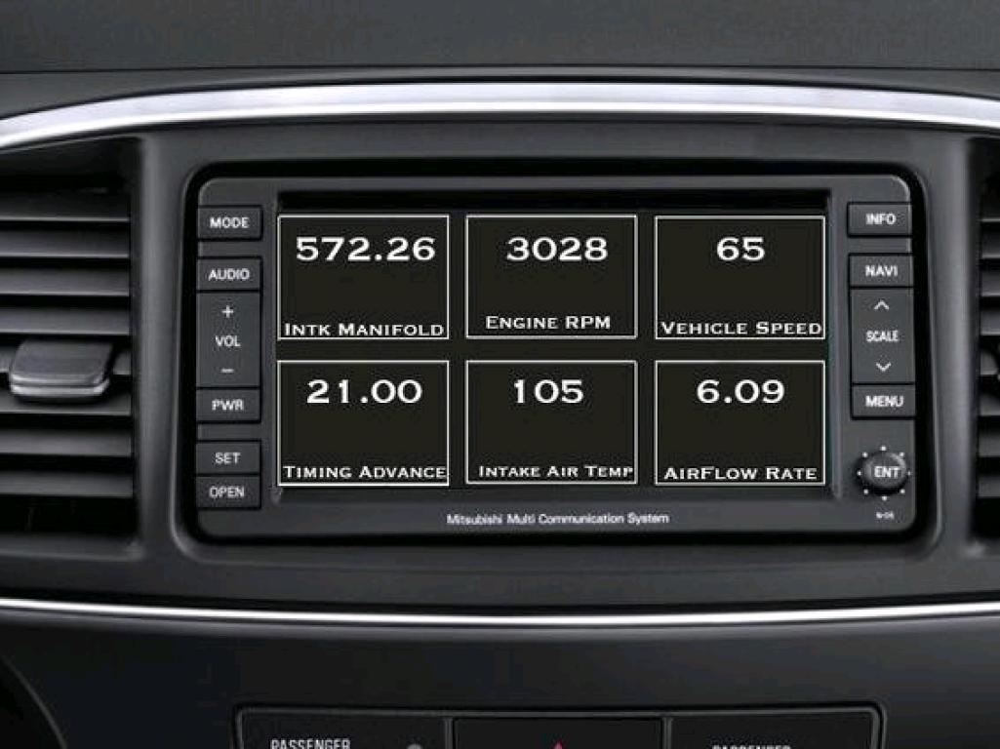 MODE
INFO
572.26
3028
65
AUDIO
NAVI
+
INTK MANIFOLD
ENGINE RPM
VEHICLE SPEED
VOL
SCALE
−
21.00
105
6.09
PWR
MENU
SET
TIMING ADVANCE
INTAKE AIR TEMP
AIRFLOW RATE
ENT
OPEN
Mitsubishi Multi Communication System
PASSENGER
PASSENGER